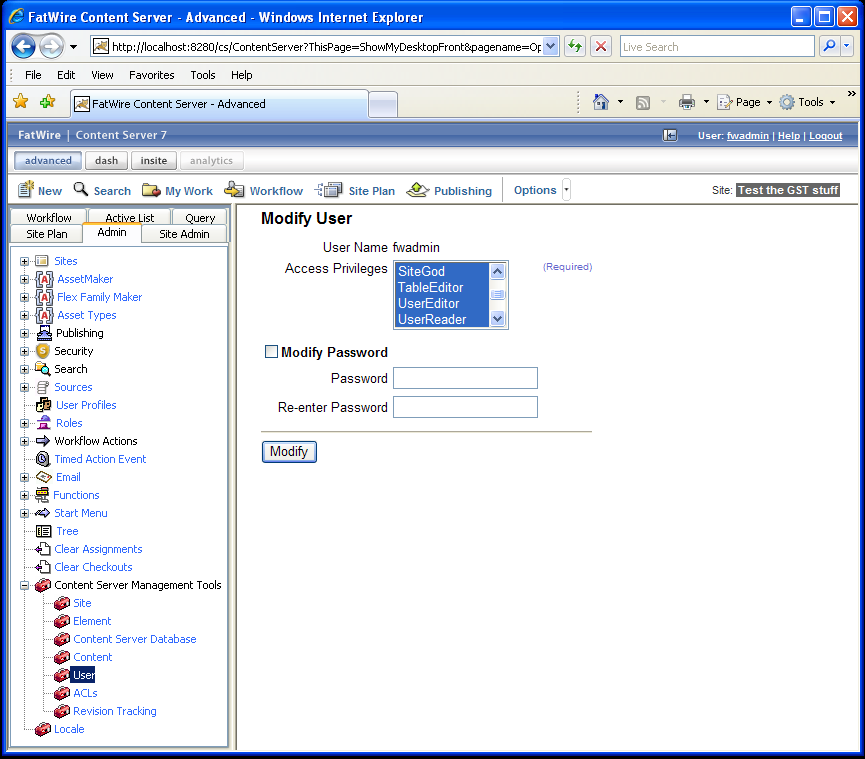 FatWire Content Server - Advanced - Windows Internet Explorer
http://localhost:8280/cs/ContentServer?ThisPage=ShowMyDesktopFront&pagename=Op
Live Search
File Edit View Favorites Tools Help
FatWire Content Server - Advanced
Page Tools
FatWire | Content Server 7
User: fwadmin | Help | Logout
advanced dash insite analytics
New Search My Work Workflow Site Plan Publishing Options
Site: Test the GST stuff
Workflow Active List Query
Site Plan Admin Site Admin
Sites
AssetMaker
Flex Family Maker
Asset Types
Publishing
Security
Search
Sources
User Profiles
Roles
Workflow Actions
Timed Action Event
Email
Functions
Start Menu
Tree
Clear Assignments
Clear Checkouts
Content Server Management Tools
Site
Element
Content Server Database
Content
User
ACLs
Revision Tracking
Locale
Modify User
User Name fwadmin
Access Privileges
SiteGod
TableEditor
UserEditor
UserReader
(Required)
Modify Password
Password
Re-enter Password
Modify